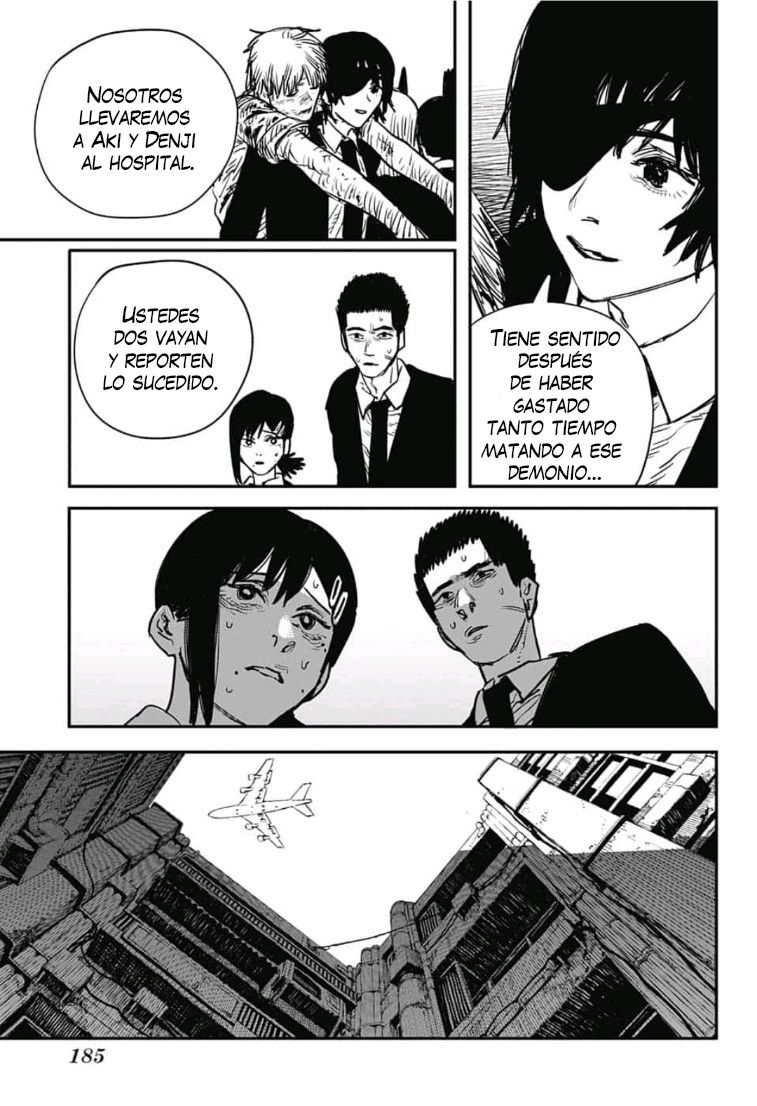 Tiene sentido
después
de haber
gastado
tanto tiempo
matando a ese
demonio...
Nosotros
llevaremos
a Aki y Denji
al hospital.
Ustedes
dos vayan
y reporten
lo sucedido.
185